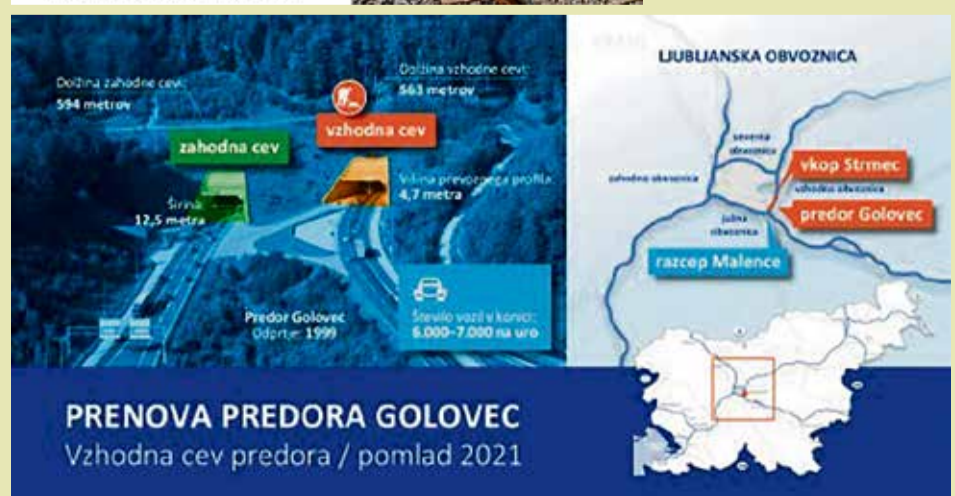 Dolžina zahodne cevi:
594 metrov
Dolžina vzhodne cevi:
563 metrov
zahodna cev
vzhodna cev
Širina:
12,5 metra
Višina prevoznega profila:
4,7 metra
Predor Golovec
Odprtje: 1999
Število vozil v konici:
6.000–7.000 na uro
LJUBLJANSKA OBVOZNICA
severna
obvoznica
zahodna obvoznica
vzhodna obvoznica
južna
obvoznica
vkop Strmec
predor Golovec
razcep Malence
PRENOVA PREDORA GOLOVEC
Vzhodna cev predora / pomlad 2021